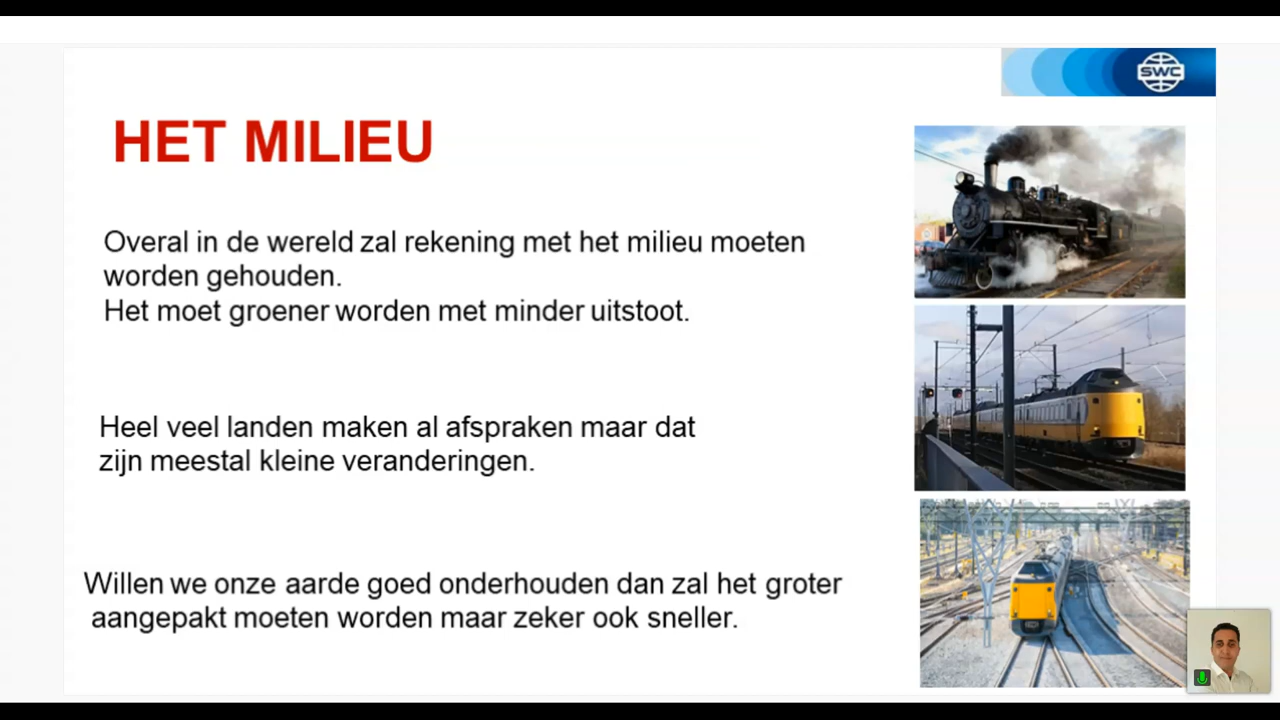 SWC
HET MILIEU
Overal in de wereld zal rekening met het milieu moeten
worden gehouden.
Het moet groener worden met minder uitstoot.
Heel veel landen maken al afspraken maar dat
zijn meestal kleine veranderingen.
Willen we onze aarde goed onderhouden dan zal het groter
aangepakt moeten worden maar zeker ook sneller.